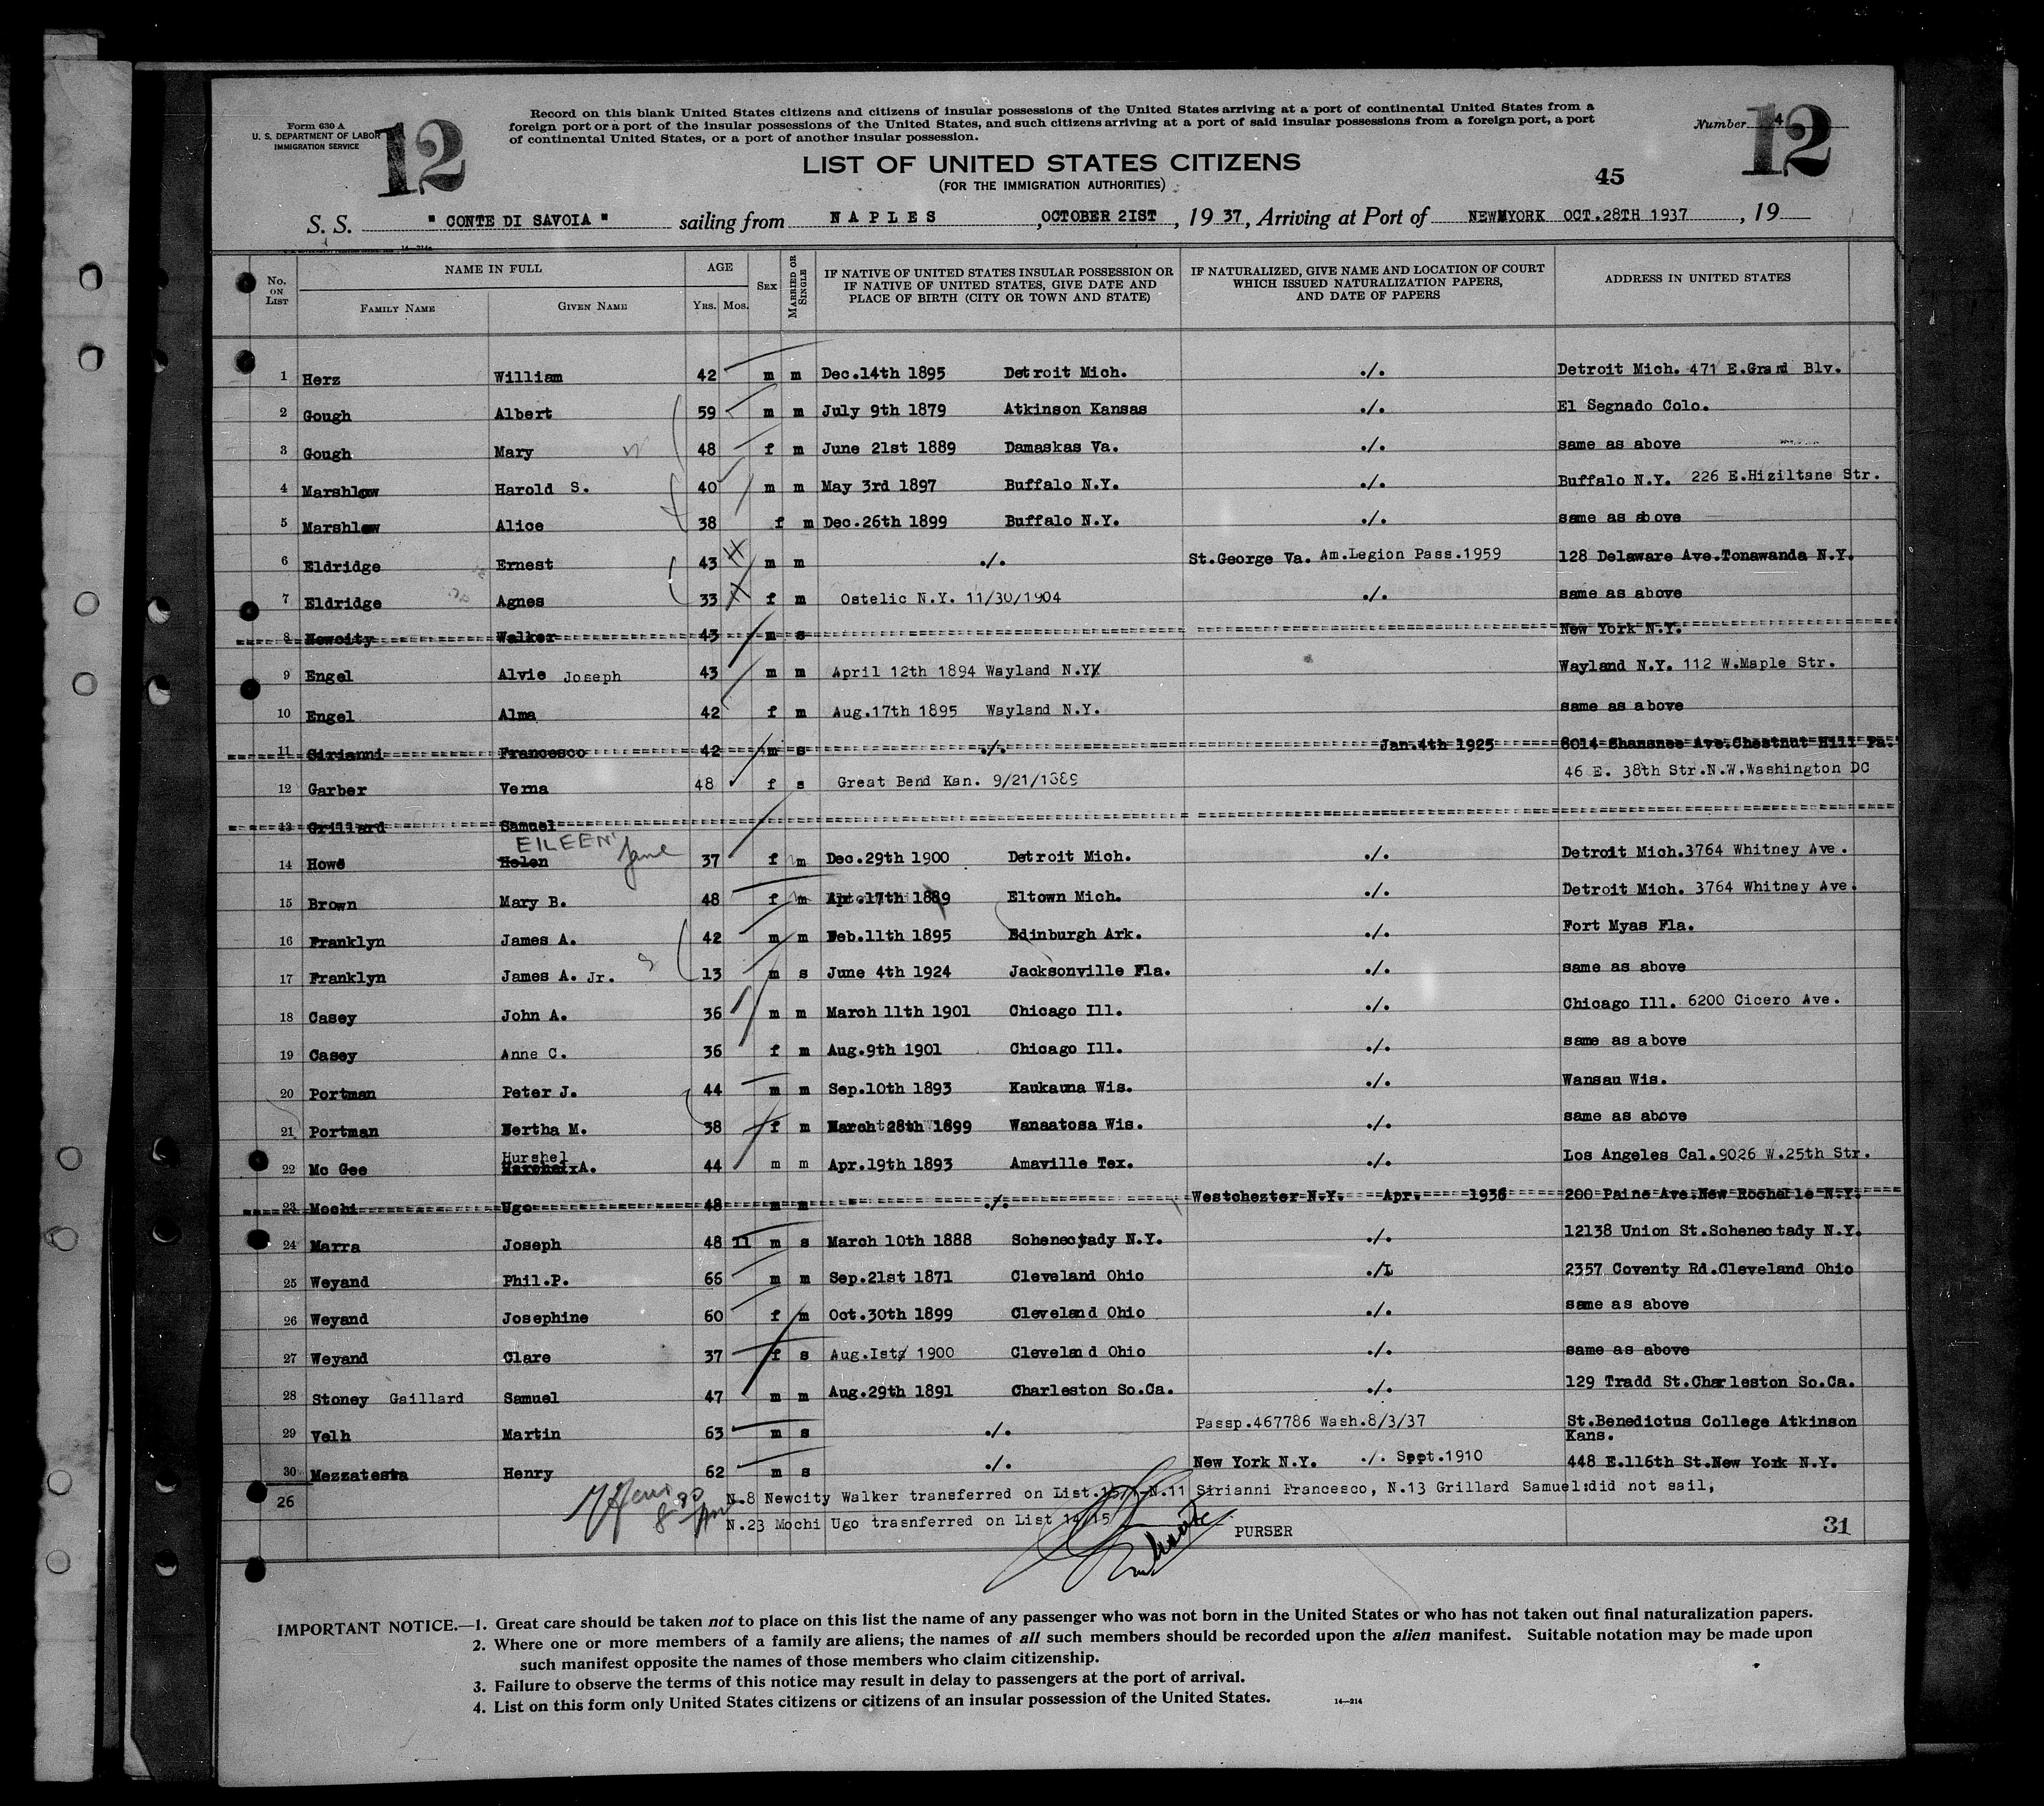 Form 630 A
U. S. DEPARTMENT OF LABOR
IMMIGRATION SERVICE
12
Record on this blank United States citizens and citizens of insular possessions of the United States arriving at a port of continental United States from a
foreign port or a port of the insular possessions of the United States, and such citizens arriving at a port of said insular possessions from a foreign port, a port
of continental United States, or a port of another insular possession.
Number 4
12
LIST OF UNITED STATES CITIZENS
(FOR THE IMMIGRATION AUTHORITIES)
45
S. S. " CONTE DI SAVOIA " sailing from NAPLES , OCTOBER 2IST , 19 37, Arriving at Port of NEWMYORK OCT.28TH 1937 , 19
No. ON LIST NAME IN FULL AGE SEX MARRIED OR SINGLE IF NATIVE OF UNITED STATES INSULAR POSSESSION OR IF NATIVE OF UNITED STATES, GIVE DATE AND PLACE OF BIRTH (CITY OR TOWN AND STATE) IF NATURALIZED, GIVE NAME AND LOCATION OF COURT WHICH ISSUED NATURALIZATION PAPERS, AND DATE OF PAPERS ADDRESS IN UNITED STATES
FAMILY NAME GIVEN NAME YRS. MOS.
1 Herz William 42 m m Dec.14th 1895 Detroit Mich. ./. Detroit Mich. 471 E.Grand Blv.
2 Gough Albert 59 m m July 9th 1879 Atkinson Kansas ./. El Segnado Colo.
3 Gough Mary 48 f m June 21st 1889 Damaskas Va. ./. same as above
4 Marshlow Harold S. 40 m m May 3rd 1897 Buffalo N.Y. ./. Buffalo N.Y. 226 E.Hiziltane Str.
5 Marshlow Alice 38 f m Dec.26th 1899 Buffalo N.Y. ./. same as above
6 Eldridge Ernest 43 m m ./. St.George Va. Am.Legion Pass.1959 128 Delaware Ave.Tonawanda N.Y.
7 Eldridge Agnes 33 f m Ostelic N.Y. 11/30/1904 ./. same as above
8 Newcity Walker 43 m s New York N.Y.
9 Engel Alvie Joseph 43 m m April 12th 1894 Wayland N.Y. Wayland N.Y. 112 W.Maple Str.
10 Engel Alma 42 f m Aug.17th 1895 Wayland N.Y. same as above
11 Sirianni Francesco 42 m s ./. Jan.4th 1925 8014 Shansnee Ave.Chestnut Hill Pa.
12 Garber Verna 48 f s Great Bend Kan. 9/21/1889 46 E. 38th Str.N.W.Washington DC
13 Grillard Samuel
14 Howe Helen EILEEN Jane 37 f m Dec.29th 1900 Detroit Mich. ./. Detroit Mich.3764 Whitney Ave.
15 Brown Mary B. 48 f m Apr.17th 1889 Eltown Mich. ./. Detroit Mich. 3764 Whitney Ave.
16 Franklyn James A. 42 m m Feb.11th 1895 Edinburgh Ark. ./. Fort Myas Fla.
17 Franklyn James A. Jr. 13 m s June 4th 1924 Jacksonville Fla. ./. same as above
18 Casey John A. 36 m m March 11th 1901 Chicago Ill. ./. Chicago Ill. 6200 Cicero Ave.
19 Casey Anne C. 36 f m Aug.9th 1901 Chicago Ill. ./. same as above
20 Portman Peter J. 44 m m Sep.10th 1893 Kaukauna Wis. ./. Wansau Wis.
21 Portman Bertha M. 38 f m March 28th 1899 Wanaatosa Wis. ./. same as above
22 Mc Gee Hurshel A. 44 m m Apr.19th 1893 Amaville Tex. ./. Los Angeles Cal.9026 W.25th Str.
23 Mochi Ugo 48 m m ./. Westchester N.Y. Apr. 1936 200 Paine Ave.New Rochelle N.Y.
24 Marra Joseph 48 11 m s March 10th 1888 Schenectady N.Y. ./. 12138 Union St.Schenectady N.Y.
25 Weyand Phil.P. 66 m m Sep.21st 1871 Cleveland Ohio ./. 2357 Coventy Rd.Cleveland Ohio
26 Weyand Josephine 60 f m Oct.30th 1899 Cleveland Ohio ./. same as above
27 Weyand Clare 37 f s Aug.Ist 1900 Cleveland Ohio ./. same as above
28 Stoney Gaillard Samuel 47 m m Aug.29th 1891 Charleston So.Ca. ./. 129 Tradd St.Charleston So.Ca.
29 Velh Martin 63 m s ./. Passp.467786 Wash.8/3/37 St.Benedictus College Atkinson Kans.
30 Mezzatesta Henry 62 m s ./. New York N.Y. ./. Sept.1910 448 E.116th St.New York N.Y.
26 N.8 Newcity Walker transferred on List. N.11 Sirianni Francesco, N.13 Grillard Samuel:did not sail,
N.23 Mochi Ugo trasnferred on List 14/15
PURSER
31
IMPORTANT NOTICE.—1. Great care should be taken not to place on this list the name of any passenger who was not born in the United States or who has not taken out final naturalization papers.
2. Where one or more members of a family are aliens, the names of all such members should be recorded upon the alien manifest. Suitable notation may be made upon
such manifest opposite the names of those members who claim citizenship.
3. Failure to observe the terms of this notice may result in delay to passengers at the port of arrival.
4. List on this form only United States citizens or citizens of an insular possession of the United States.
14—214